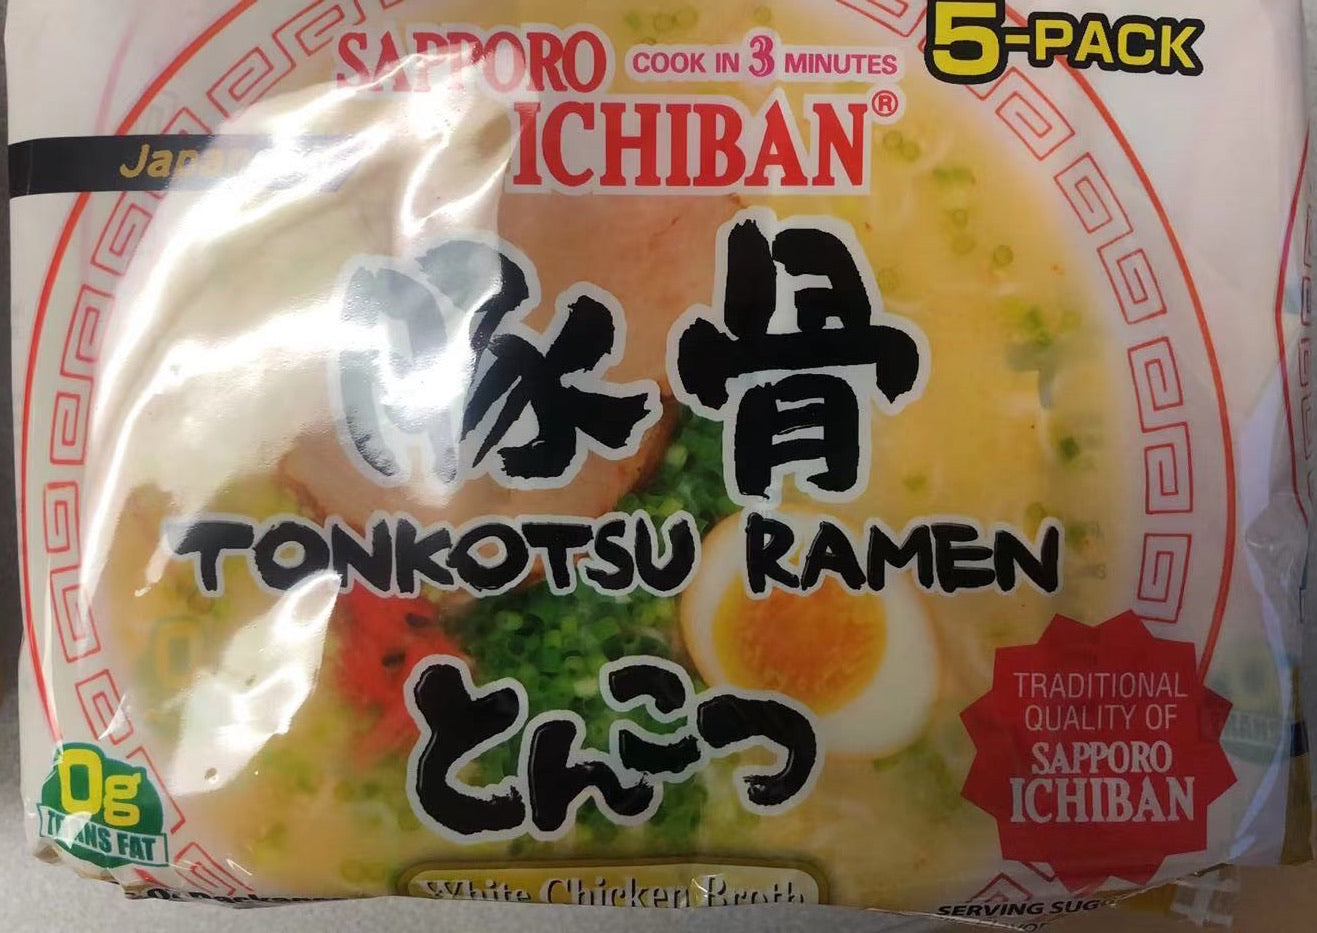 5-PACK
SAPPORO
COOK IN 3 MINUTES
ICHIBAN®
豚骨
TONKOTSU RAMEN
とんこつ
TRADITIONAL
QUALITY OF
SAPPORO
ICHIBAN
0g
TRANS FAT
White Chicken Broth
SERVING